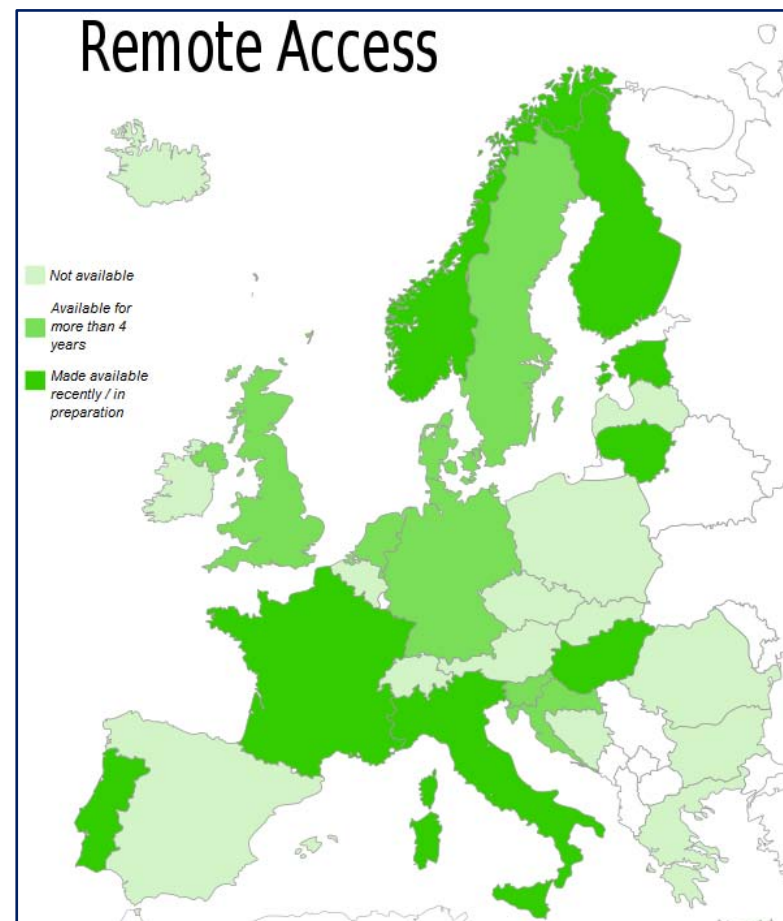 Remote Access
Not available
Available for
more than 4
years
Made available
recently / in
preparation